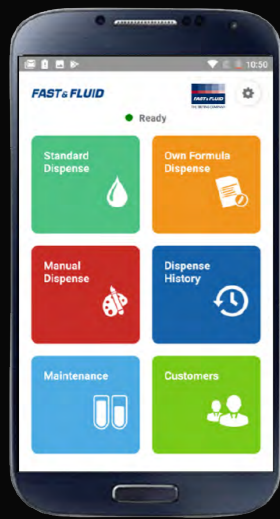 10:50
FAST & FLUID
FAST & FLUID
Ready
Standard
Dispense
Own Formula
Dispense
Manual
Dispense
Dispense
History
Maintenance
Customers